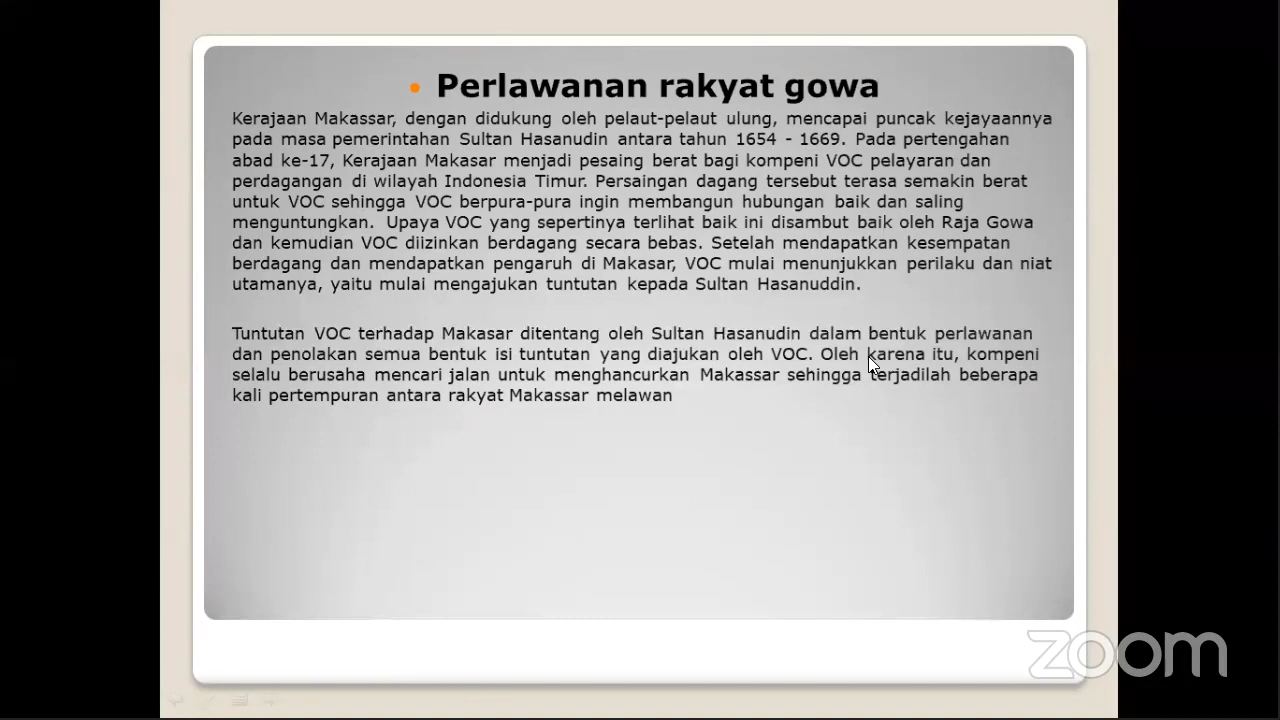 • Perlawanan rakyat gowa
Kerajaan Makassar, dengan didukung oleh pelaut-pelaut ulung, mencapai puncak kejayaannya
pada masa pemerintahan Sultan Hasanudin antara tahun 1654 - 1669. Pada pertengahan
abad ke-17, Kerajaan Makasar menjadi pesaing berat bagi kompeni VOC pelayaran dan
perdagangan di wilayah Indonesia Timur. Persaingan dagang tersebut terasa semakin berat
untuk VOC sehingga VOC berpura-pura ingin membangun hubungan baik dan saling
menguntungkan. Upaya VOC yang sepertinya terlihat baik ini disambut baik oleh Raja Gowa
dan kemudian VOC diizinkan berdagang secara bebas. Setelah mendapatkan kesempatan
berdagang dan mendapatkan pengaruh di Makasar, VOC mulai menunjukkan perilaku dan niat
utamanya, yaitu mulai mengajukan tuntutan kepada Sultan Hasanuddin.
Tuntutan VOC terhadap Makasar ditentang oleh Sultan Hasanudin dalam bentuk perlawanan
dan penolakan semua bentuk isi tuntutan yang diajukan oleh VOC. Oleh karena itu, kompeni
selalu berusaha mencari jalan untuk menghancurkan Makassar sehingga terjadilah beberapa
kali pertempuran antara rakyat Makassar melawan
zoom